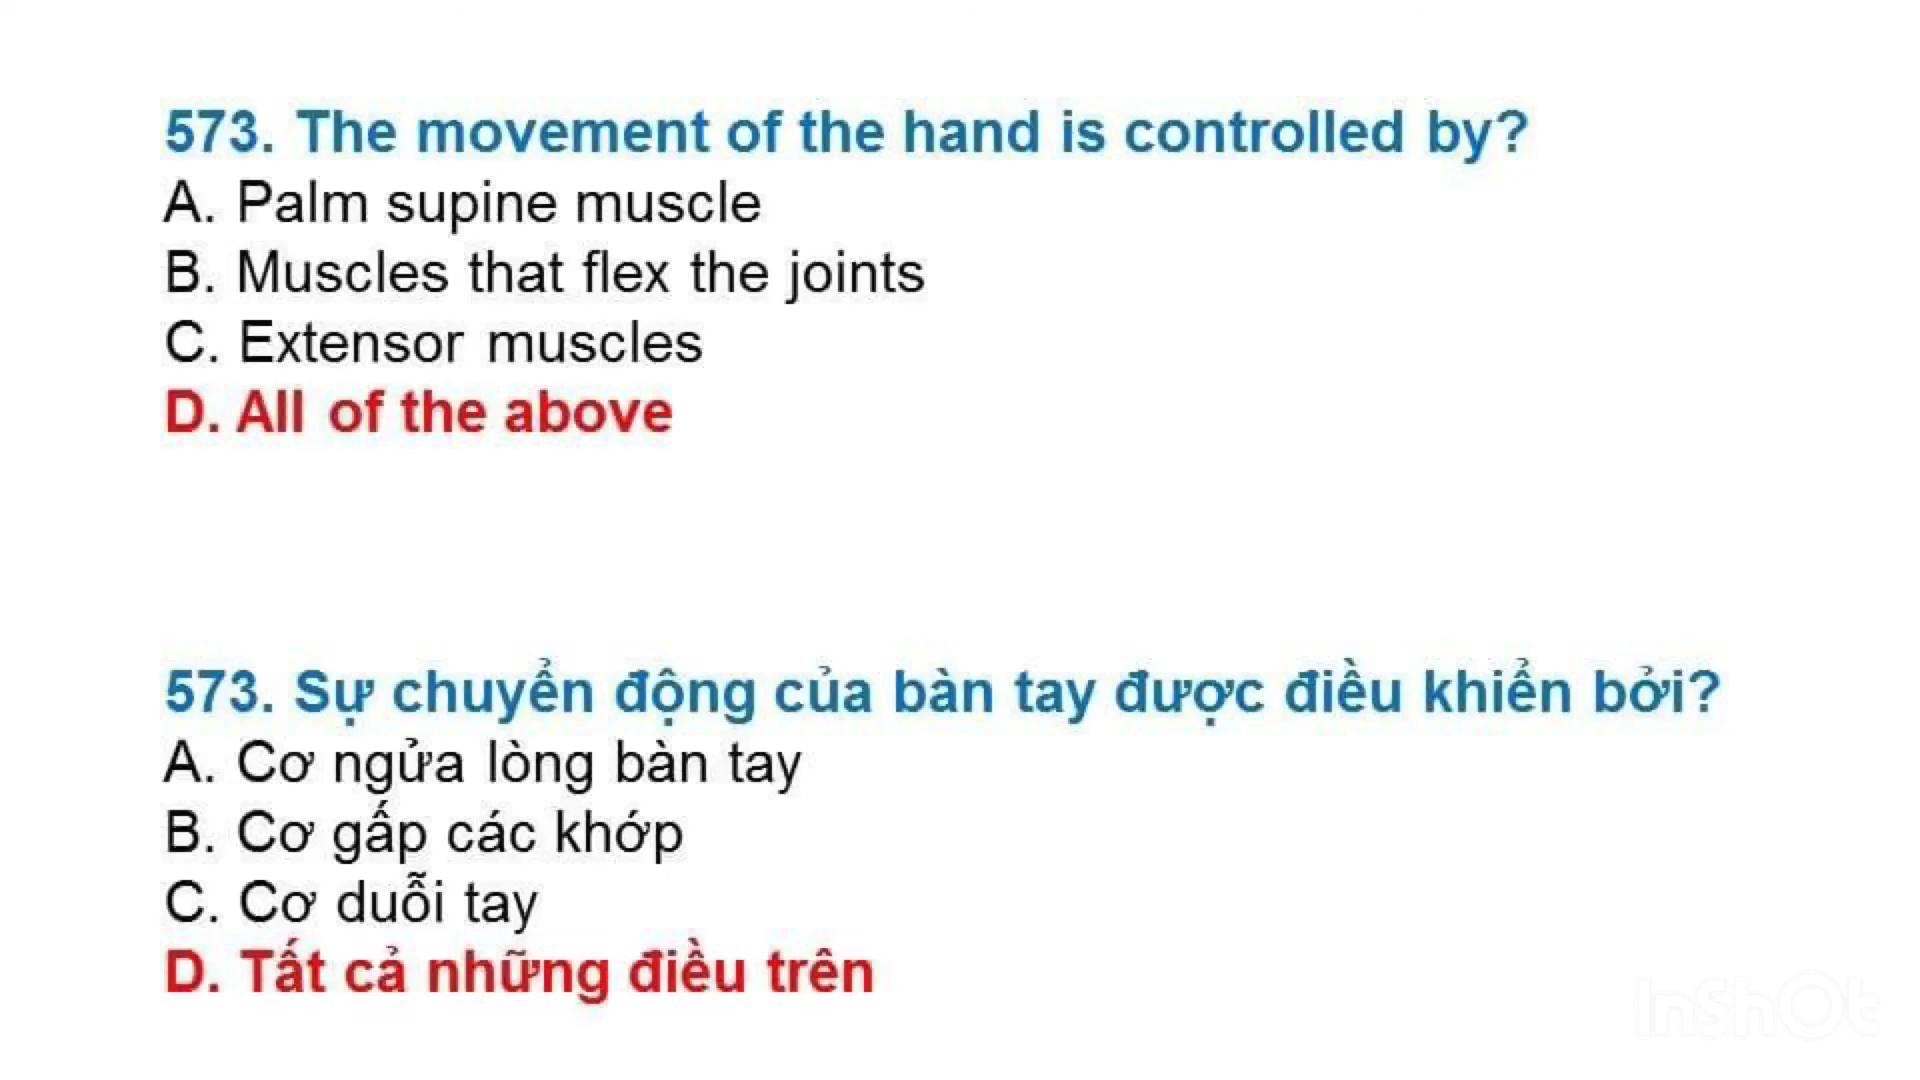 573. The movement of the hand is controlled by?
A. Palm supine muscle
B. Muscles that flex the joints
C. Extensor muscles
D. All of the above
573. Sự chuyển động của bàn tay được điều khiển bởi?
A. Cơ ngửa lòng bàn tay
B. Cơ gấp các khớp
C. Cơ duỗi tay
D. Tất cả những điều trên
InShOt